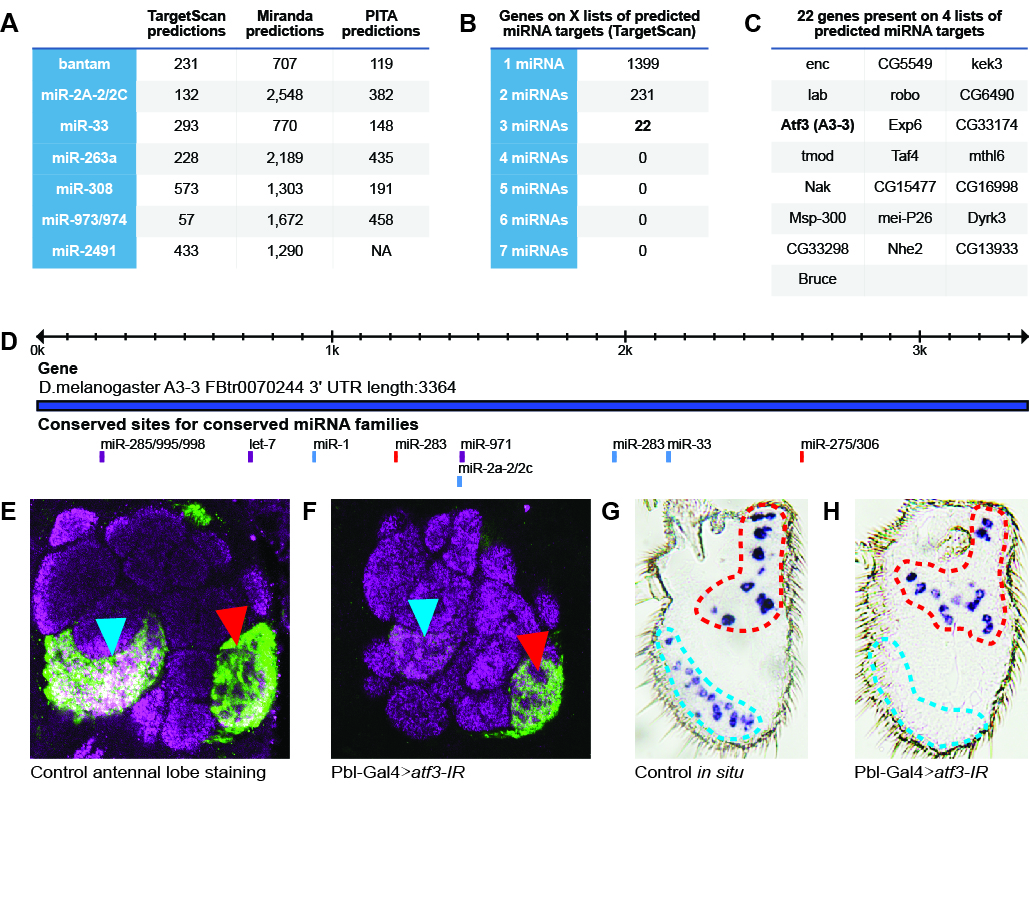 A
TargetScan predictions
Miranda predictions
PITA predictions
bantam 231 707 119
miR-2A-2/2C 132 2,548 382
miR-33 293 770 148
miR-263a 228 2,189 435
miR-308 573 1,303 191
miR-973/974 57 1,672 458
miR-2491 433 1,290 NA
B
Genes on X lists of predicted
miRNA targets (TargetScan)
1 miRNA 1399
2 miRNAs 231
3 miRNAs 22
4 miRNAs 0
5 miRNAs 0
6 miRNAs 0
7 miRNAs 0
C
22 genes present on 4 lists of
predicted miRNA targets
enc CG5549 kek3
lab robo CG6490
Atf3 (A3-3) Exp6 CG33174
tmod Taf4 mthl6
Nak CG15477 CG16998
Msp-300 mei-P26 Dyrk3
CG33298 Nhe2 CG13933
Bruce
D
0k 1k 2k 3k
Gene
D.melanogaster A3-3 FBtr0070244 3' UTR length:3364
Conserved sites for conserved miRNA families
miR-285/995/998 let-7 miR-1 miR-283 miR-971 miR-283 miR-33 miR-275/306
miR-2a-2/2c
E F G H
Control antennal lobe staining
Pbl-Gal4>atf3-IR
Control in situ
Pbl-Gal4>atf3-IR